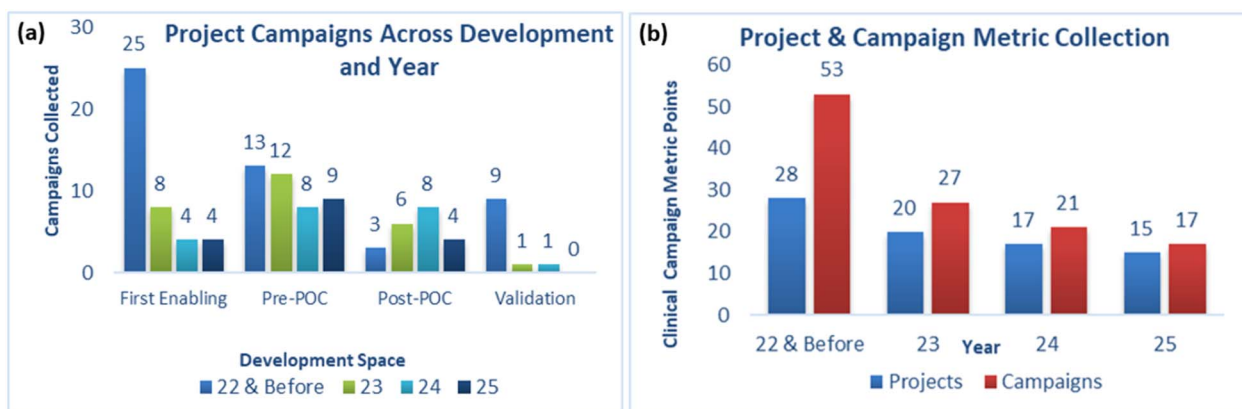 (a)
Project Campaigns Across Development
and Year
Campaigns Collected
30
20
10
0
25
8
4
4
13
12
8
9
3
6
8
4
9
1
1
0
First Enabling
Pre-POC
Post-POC
Validation
Development Space
22 & Before
23
24
25
(b)
Project & Campaign Metric Collection
Clinical Campaign Metric Points
60
50
40
30
20
10
0
28
53
20
27
17
21
15
17
22 & Before
23
Year
24
25
Projects
Campaigns